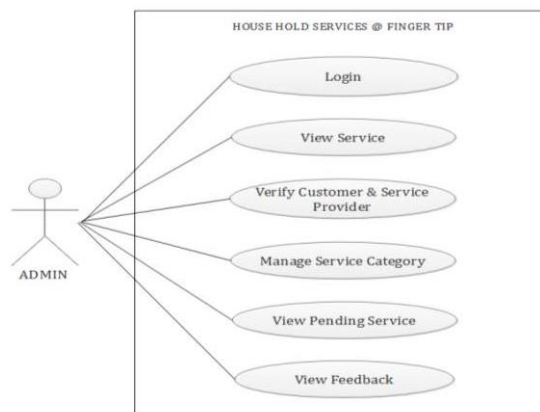 HOUSE HOLD SERVICES @ FINGER TIP
Login
View Service
Verify Customer & Service
Provider
Manage Service Category
ADMIN
View Pending Service
View Feedback